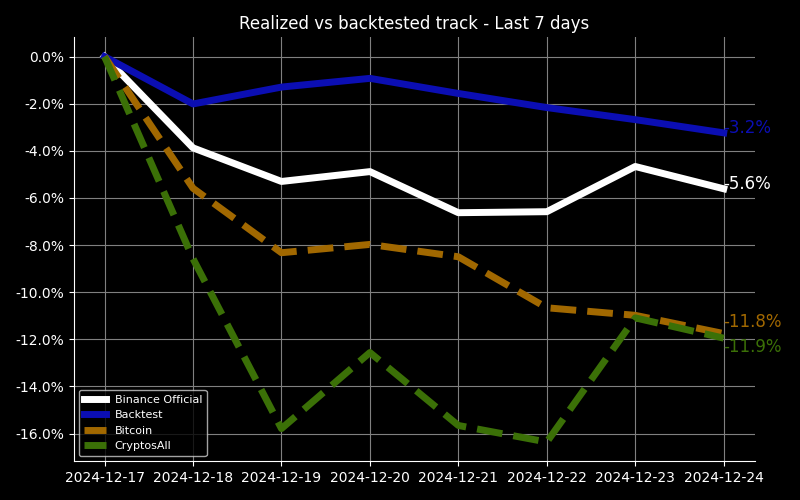 Realized vs backtested track - Last 7 days
0.0%
-2.0%
-4.0%
-6.0%
-8.0%
-10.0%
-12.0%
-14.0%
-16.0%
-3.2%
-5.6%
-11.8%
-11.9%
Binance Official
Backtest
Bitcoin
CryptosAll
2024-12-17 2024-12-18 2024-12-19 2024-12-20 2024-12-21 2024-12-22 2024-12-23 2024-12-24